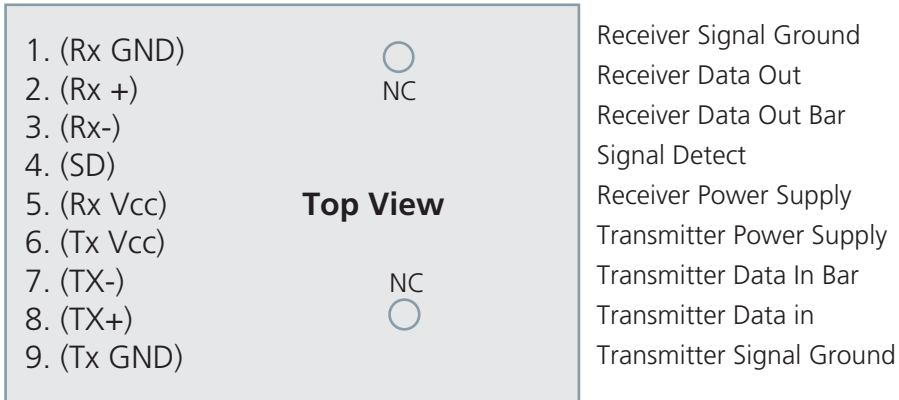 1. (Rx GND)
2. (Rx +)
NC
3. (Rx-)
4. (SD)
5. (Rx Vcc)
Top View
6. (Tx Vcc)
7. (TX-)
NC
8. (TX+)
9. (Tx GND)
Receiver Signal Ground
Receiver Data Out
Receiver Data Out Bar
Signal Detect
Receiver Power Supply
Transmitter Power Supply
Transmitter Data In Bar
Transmitter Data in
Transmitter Signal Ground